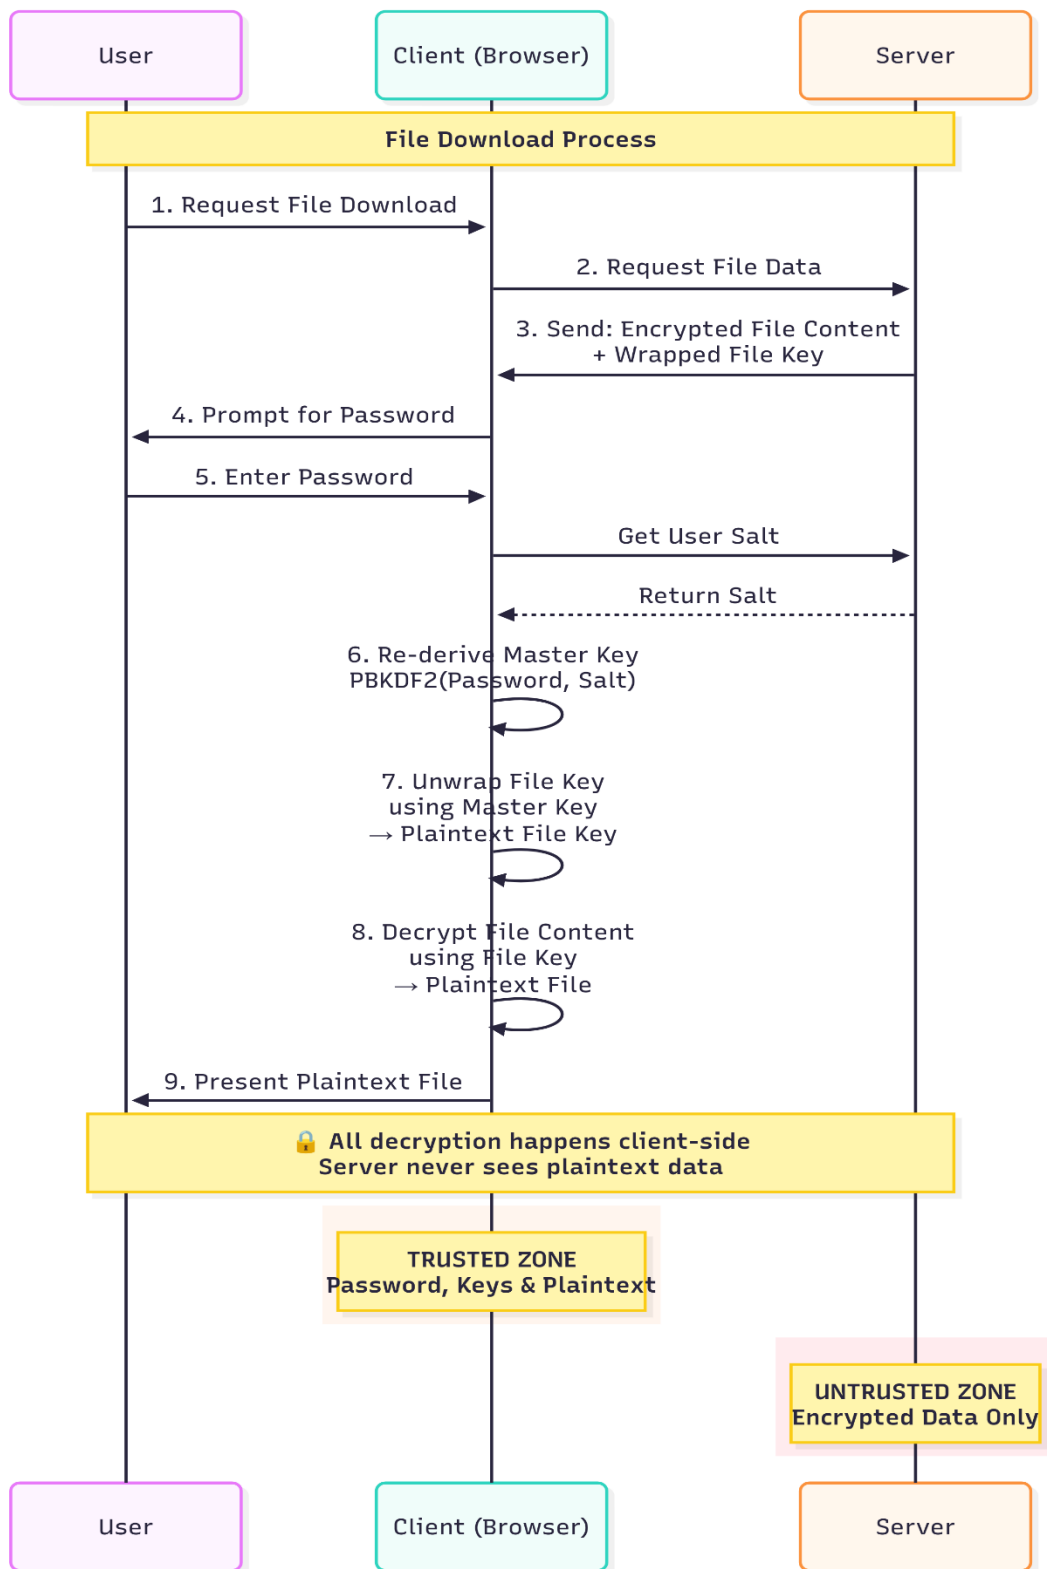 User
Client (Browser)
Server
File Download Process
1. Request File Download
2. Request File Data
3. Send: Encrypted File Content
+ Wrapped File Key
4. Prompt for Password
5. Enter Password
Get User Salt
Return Salt
6. Re-derive Master Key
PBKDF2(Password, Salt)
7. Unwrap File Key
using Master Key
→ Plaintext File Key
8. Decrypt File Content
using File Key
→ Plaintext File
9. Present Plaintext File
🔒 All decryption happens client-side
Server never sees plaintext data
TRUSTED ZONE
Password, Keys & Plaintext
UNTRUSTED ZONE
Encrypted Data Only
User
Client (Browser)
Server